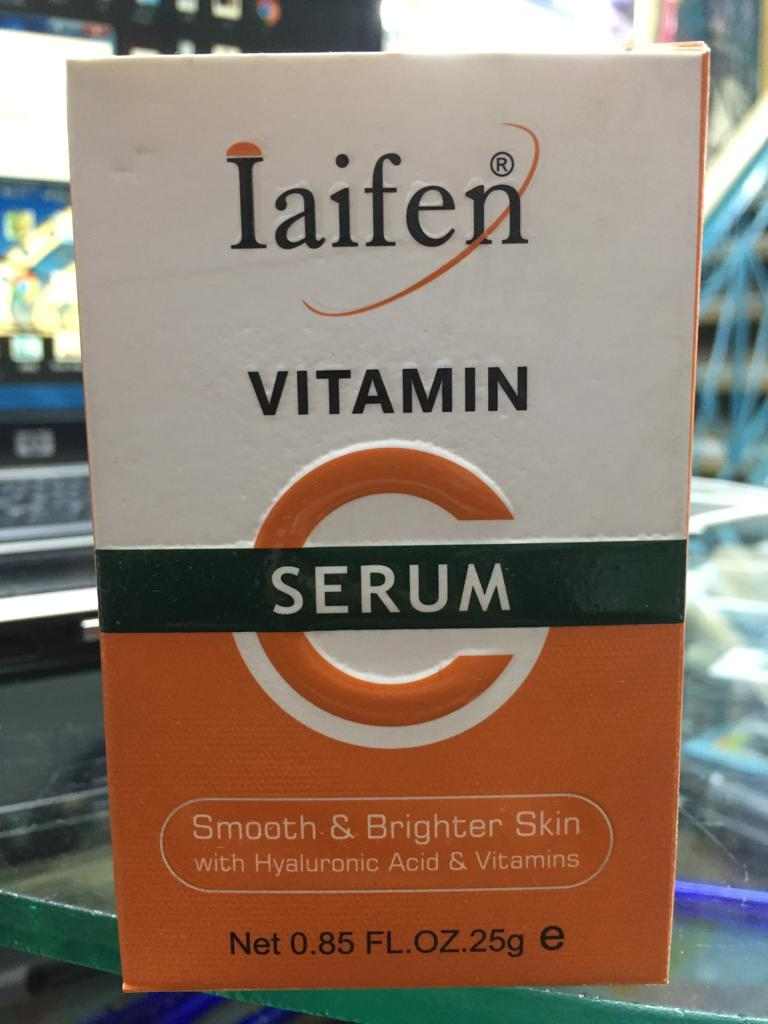 Iaifen®
VITAMIN
C
SERUM
Smooth & Brighter Skin
with Hyaluronic Acid & Vitamins
Net 0.85 FL.OZ.25g e